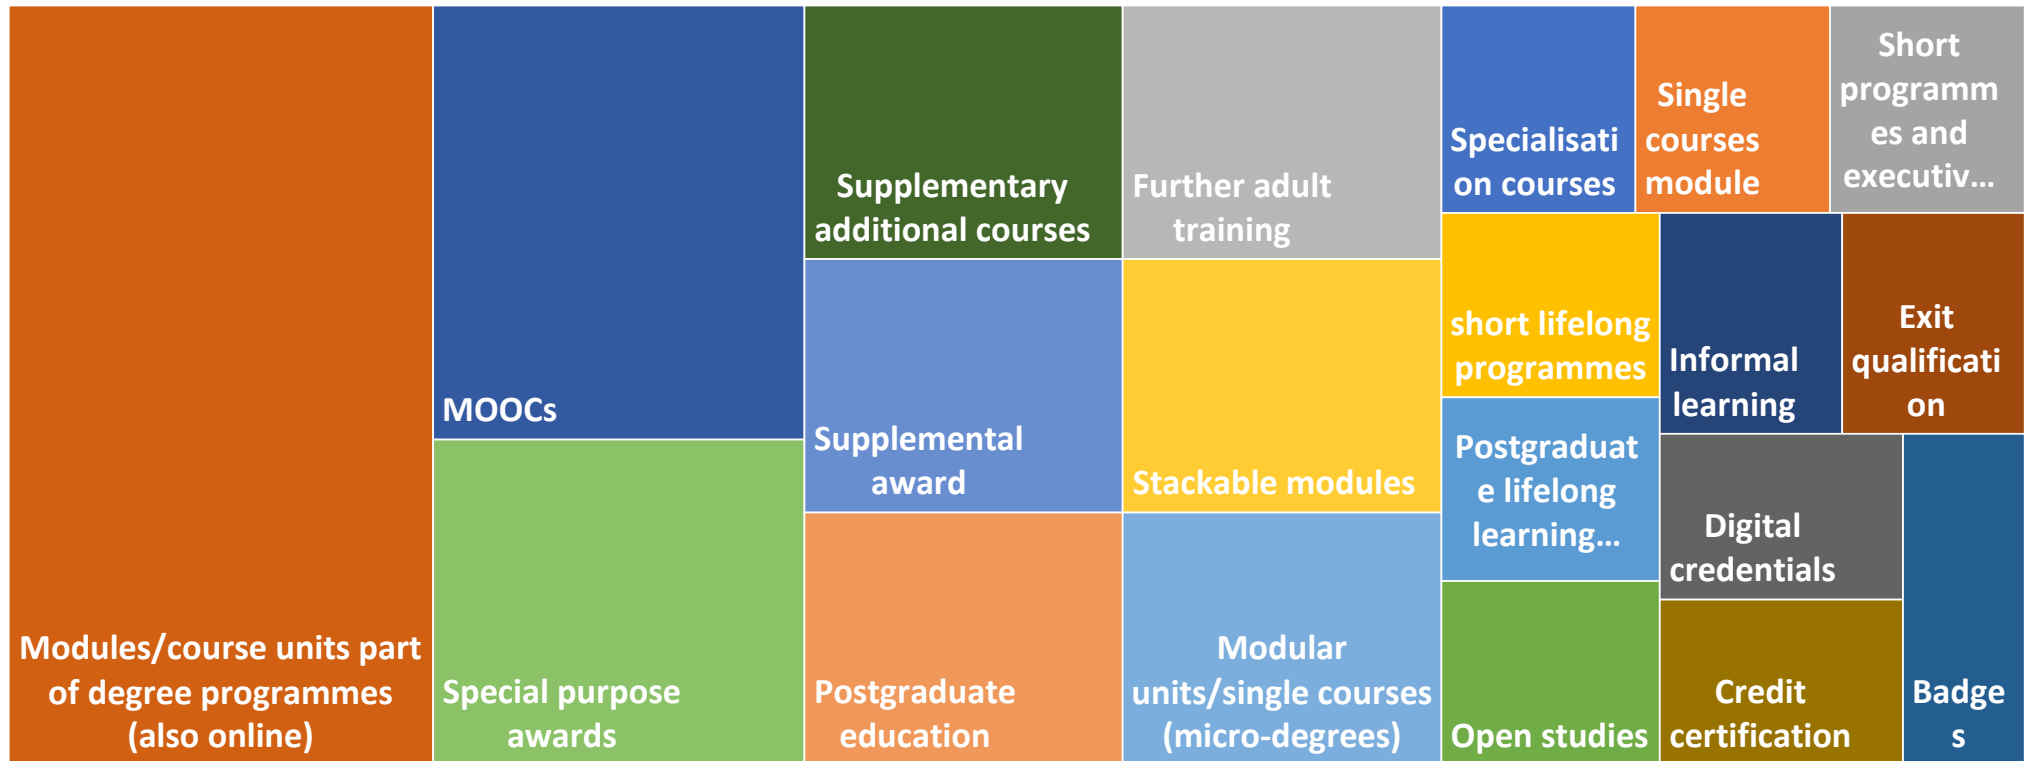 Modules/course units part
of degree programmes
(also online)
MOOCs
Special purpose
awards
Supplementary
additional courses
Supplemental
award
Postgraduate
education
Further adult
training
Stackable modules
Modular
units/single courses
(micro-degrees)
Specialisati
on courses
Single
courses
module
Short
programm
es and
executiv...
short lifelong
programmes
Postgraduat
e lifelong
learning...
Open studies
Informal
learning
Exit
qualificati
on
Digital
credentials
Credit
certification
Badge
s